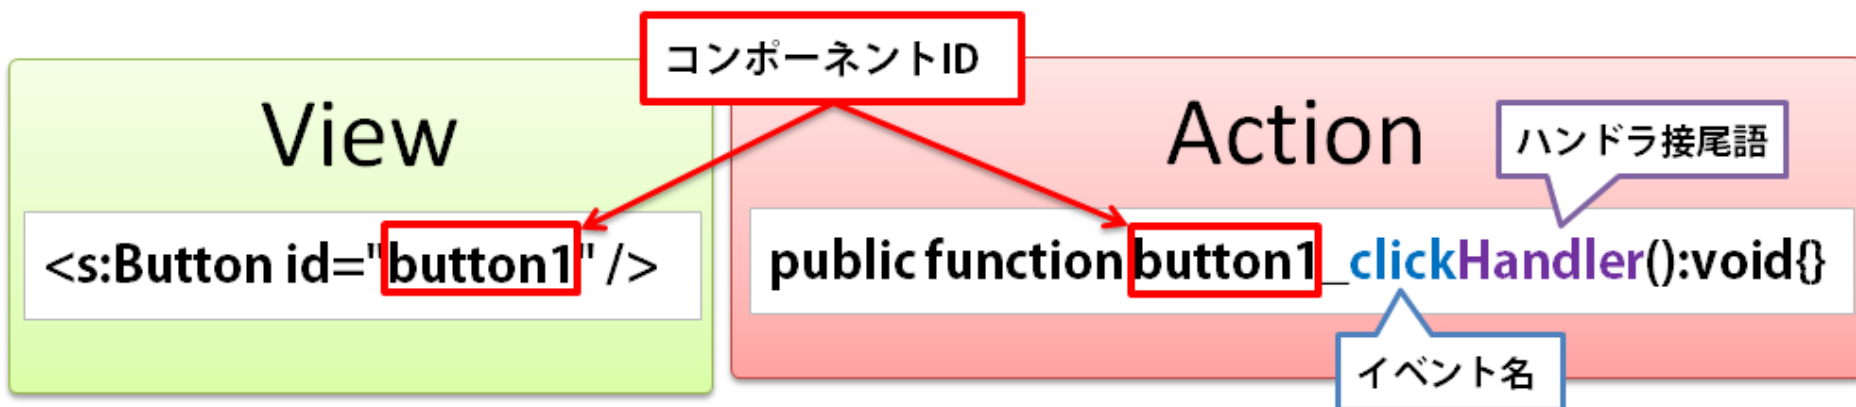 コンポーネントID
View
<s:Button id="button1" />
Action
ハンドラ接尾語
public function button1_clickHandler():void{}
イベント名